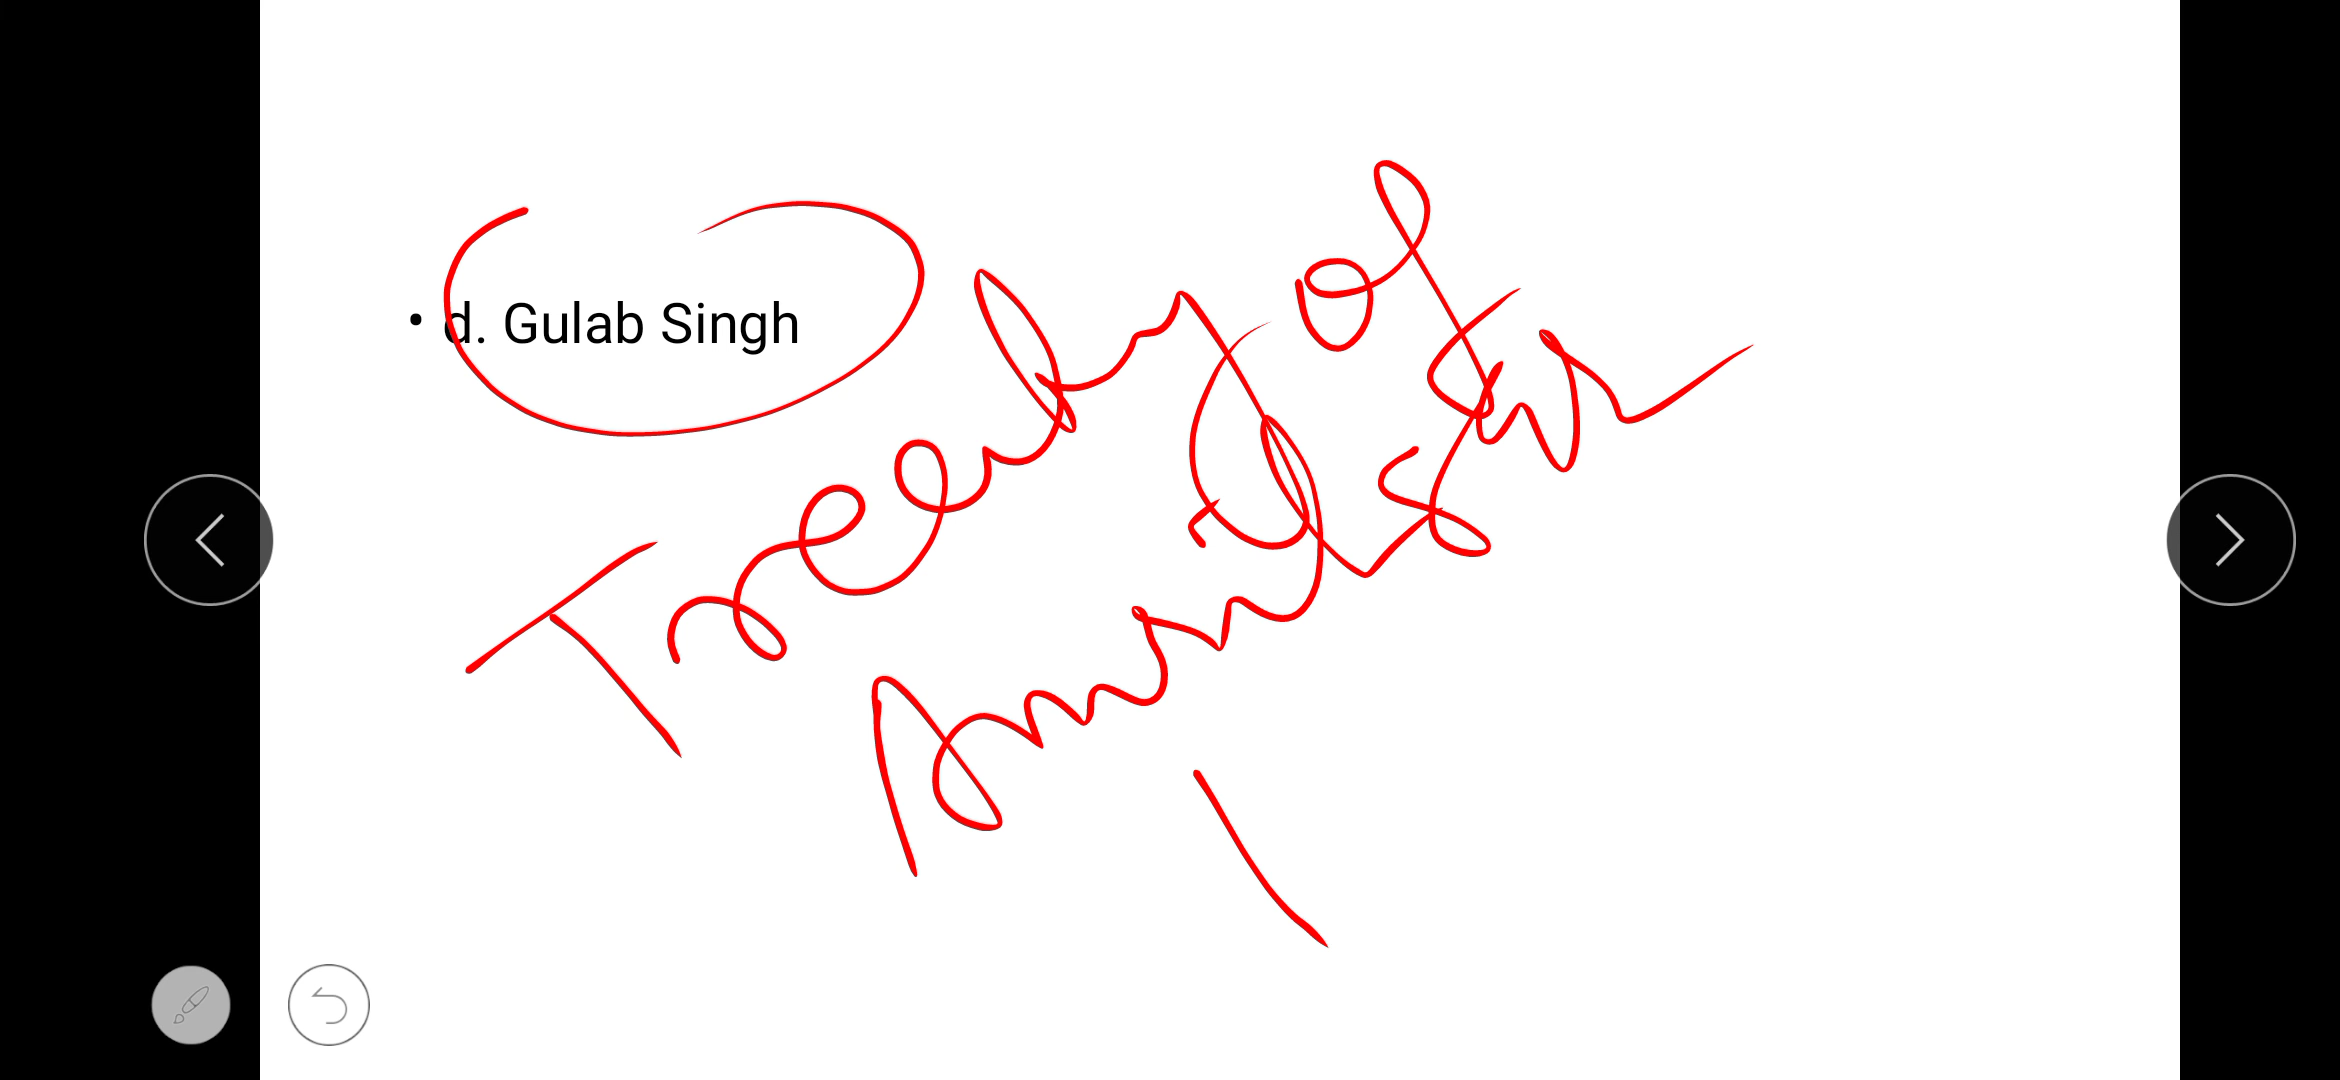 • d. Gulab Singh
Treaty of
Amritsar